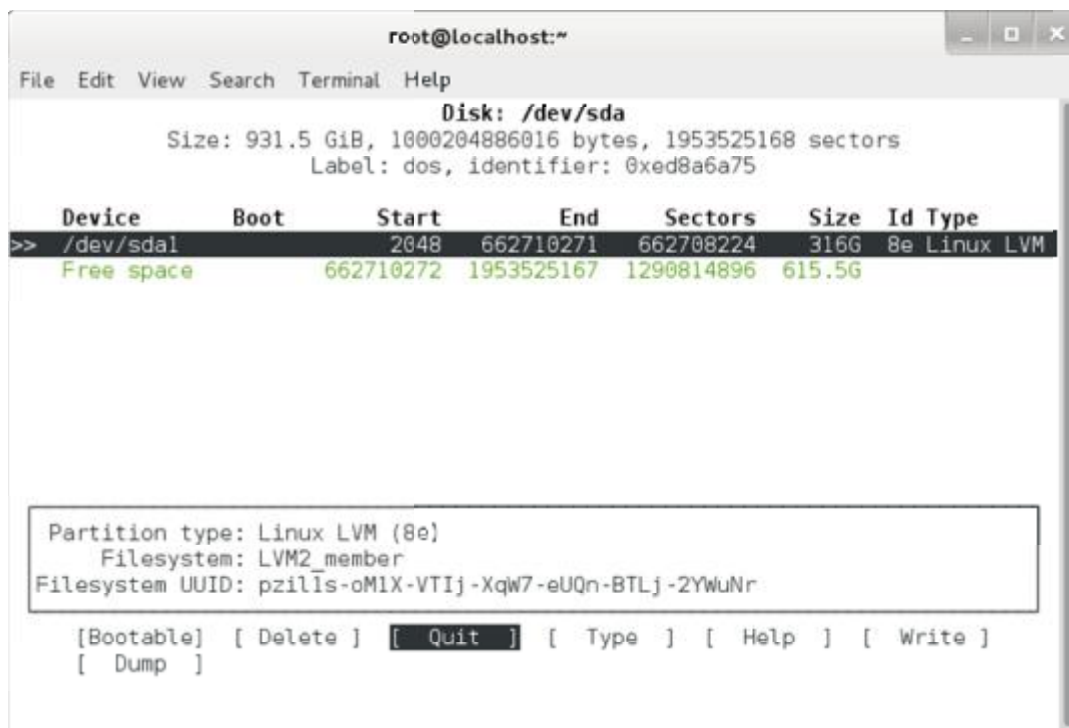 root@localhost:~
File Edit View Search Terminal Help
Disk: /dev/sda
Size: 931.5 GiB, 1000204886016 bytes, 1953525168 sectors
Label: dos, identifier: 0xed8a6a75
Device Boot Start End Sectors Size Id Type
>> /dev/sda1 2048 662710271 662708224 316G 8e Linux LVM
Free space 662710272 1953525167 1290814896 615.5G
Partition type: Linux LVM (8e)
Filesystem: LVM2_member
Filesystem UUID: pzills-oM1X-VTIj-XqW7-eUQn-BTLj-2YWuNr
[Bootable] [ Delete ] [ Quit ] [ Type ] [ Help ] [ Write ]
[ Dump ]